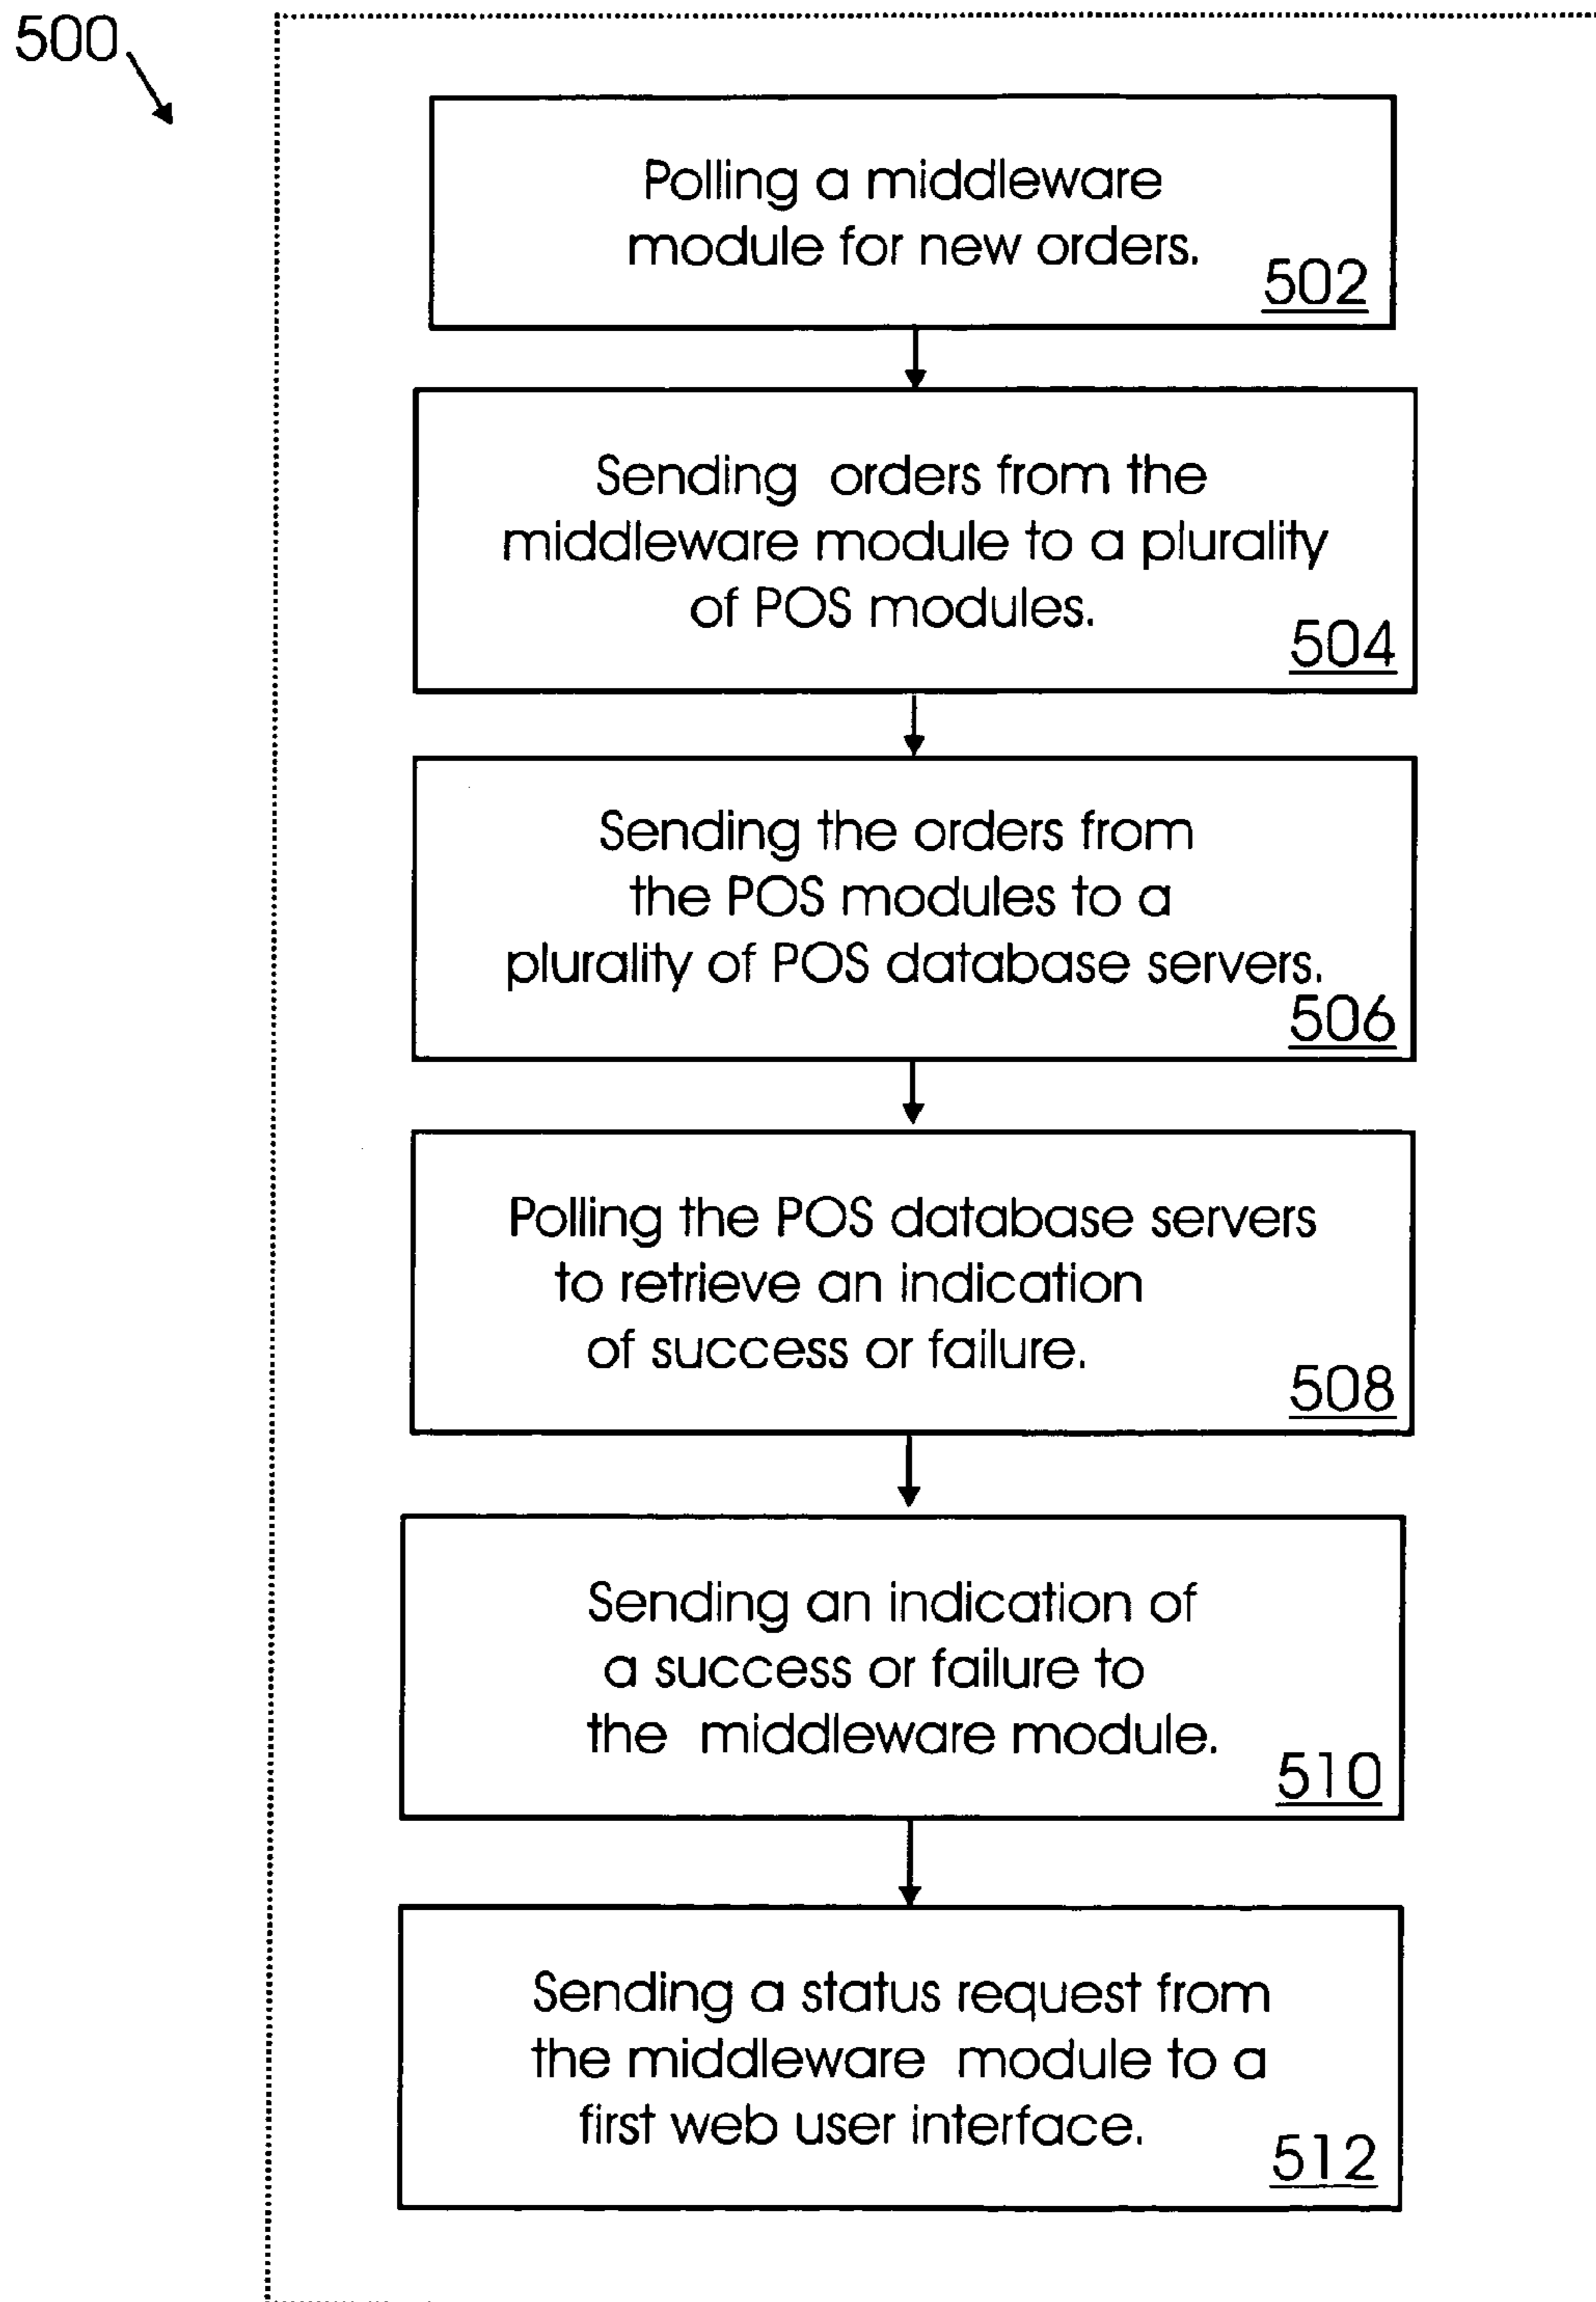 500
Polling a middleware
module for new orders.
502
Sending orders from the
middleware module to a plurality
of POS modules.
504
Sending the orders from
the POS modules to a
plurality of POS database servers.
506
Polling the POS database servers
to retrieve an indication
of success or failure.
508
Sending an indication of
a success or failure to
the middleware module.
510
Sending a status request from
the middleware module to a
first web user interface.
512